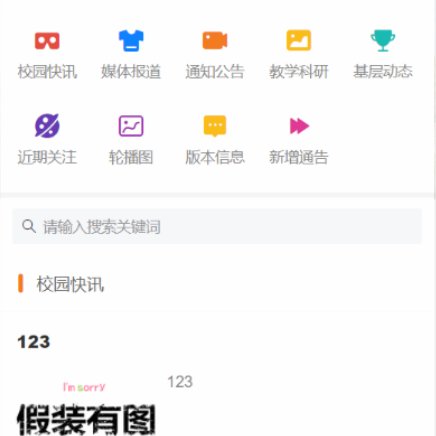 校园快讯 媒体报道 通知公告 教学科研 基层动态
近期关注 轮播图 版本信息 新增通告
请输入搜索关键词
校园快讯
123
I'm sorry
123
假装有图